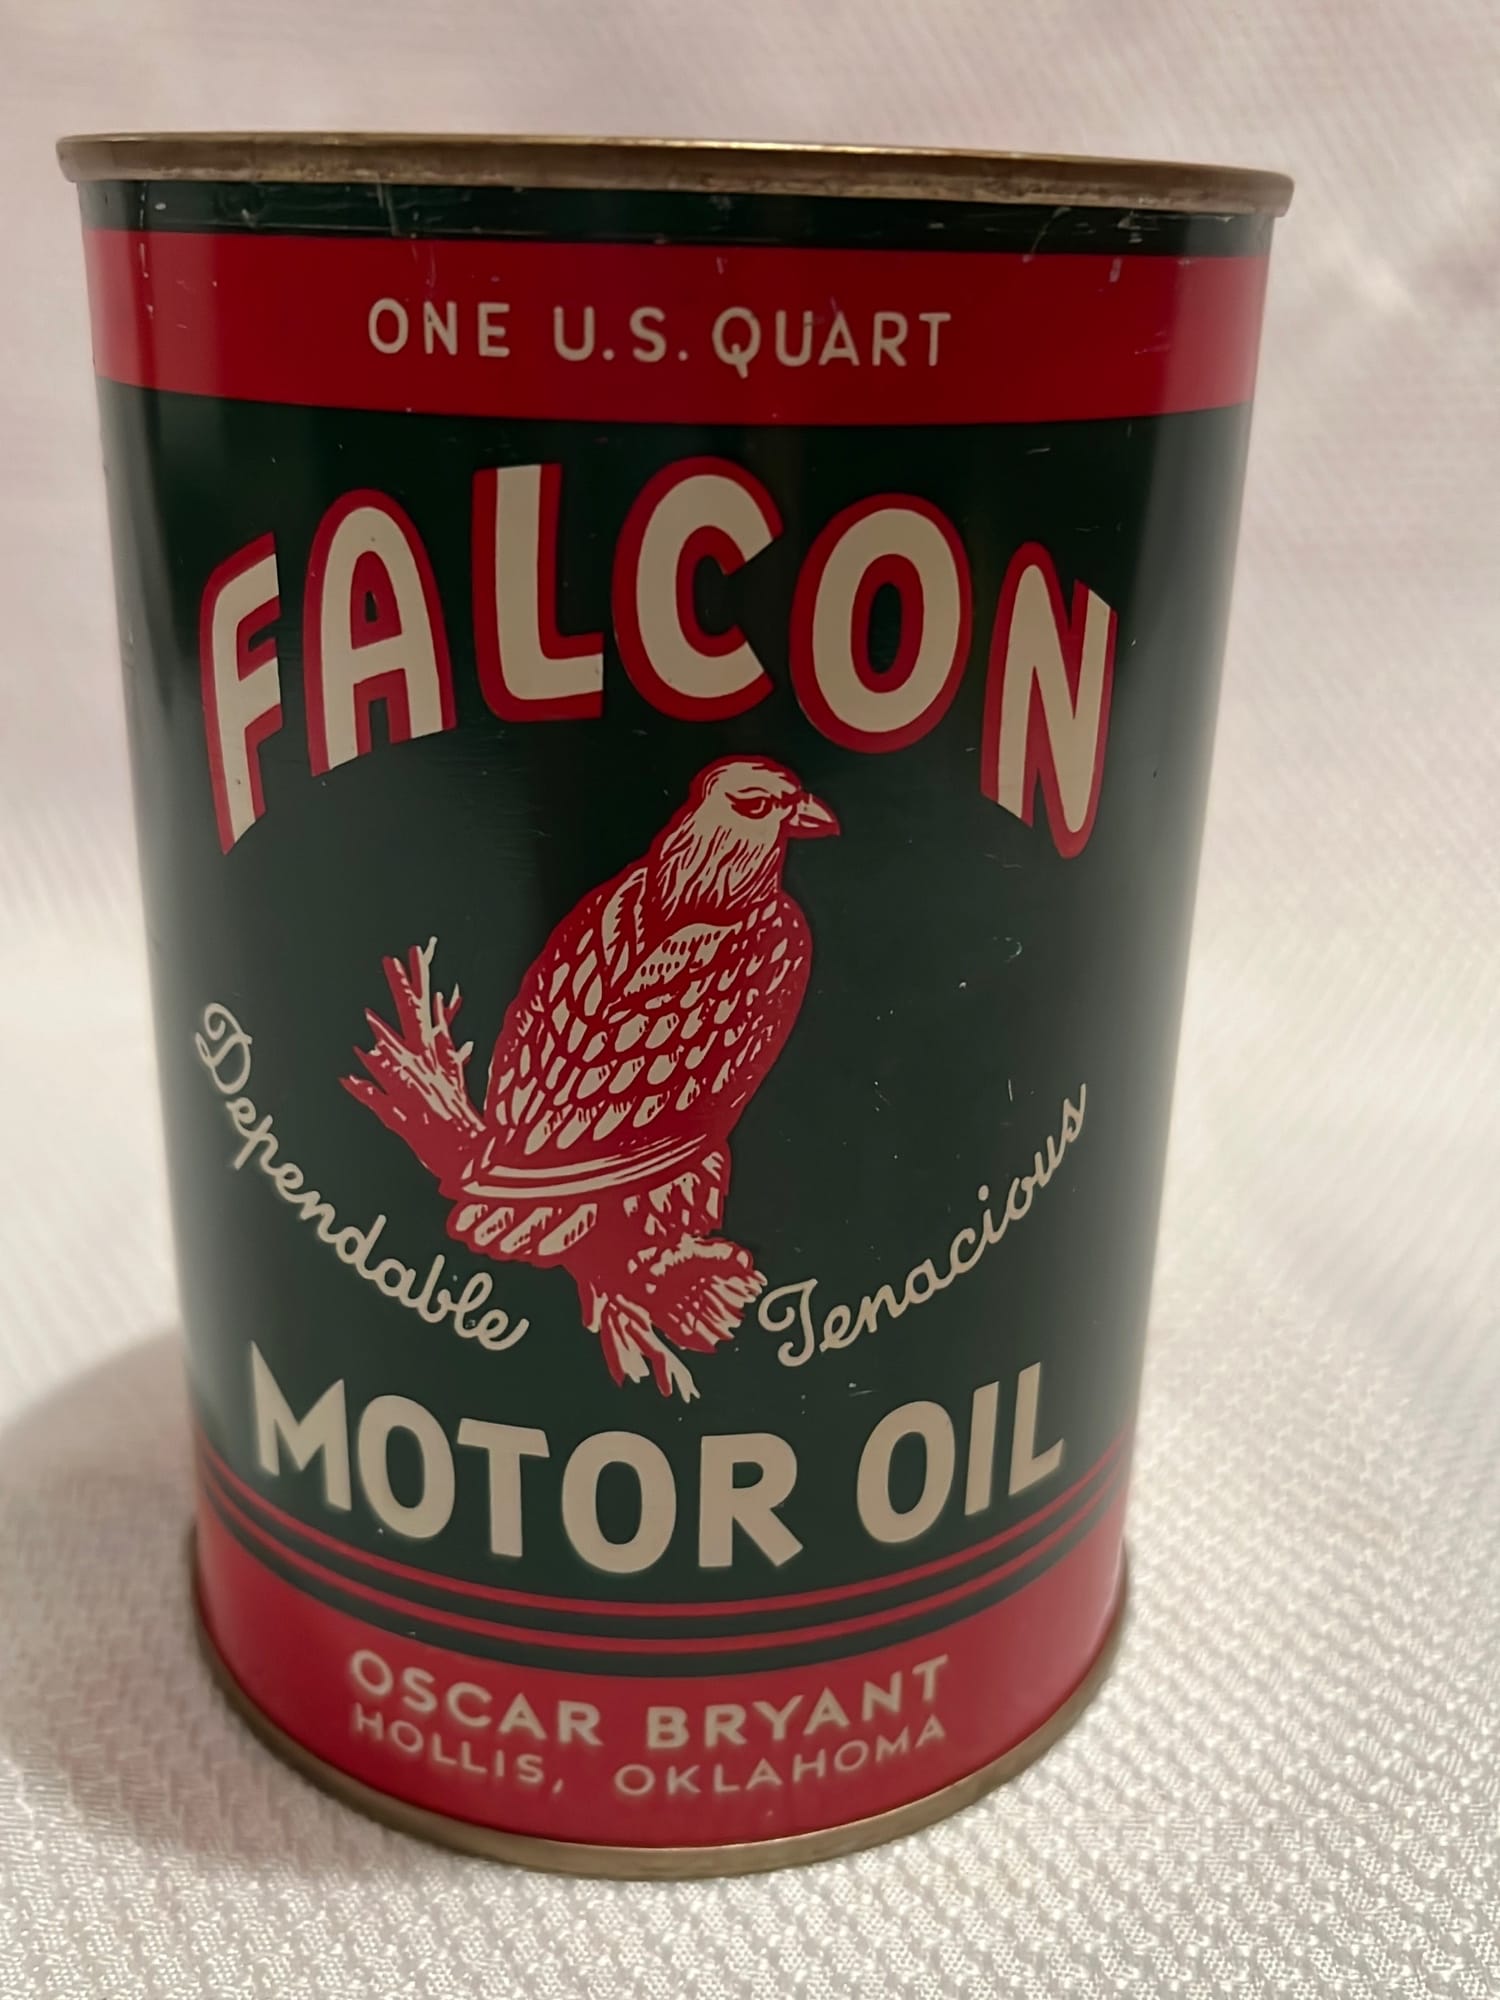 ONE U.S. QUART
FALCON
Dependable Tenacious
MOTOR OIL
OSCAR BRYANT
HOLLIS, OKLAHOMA